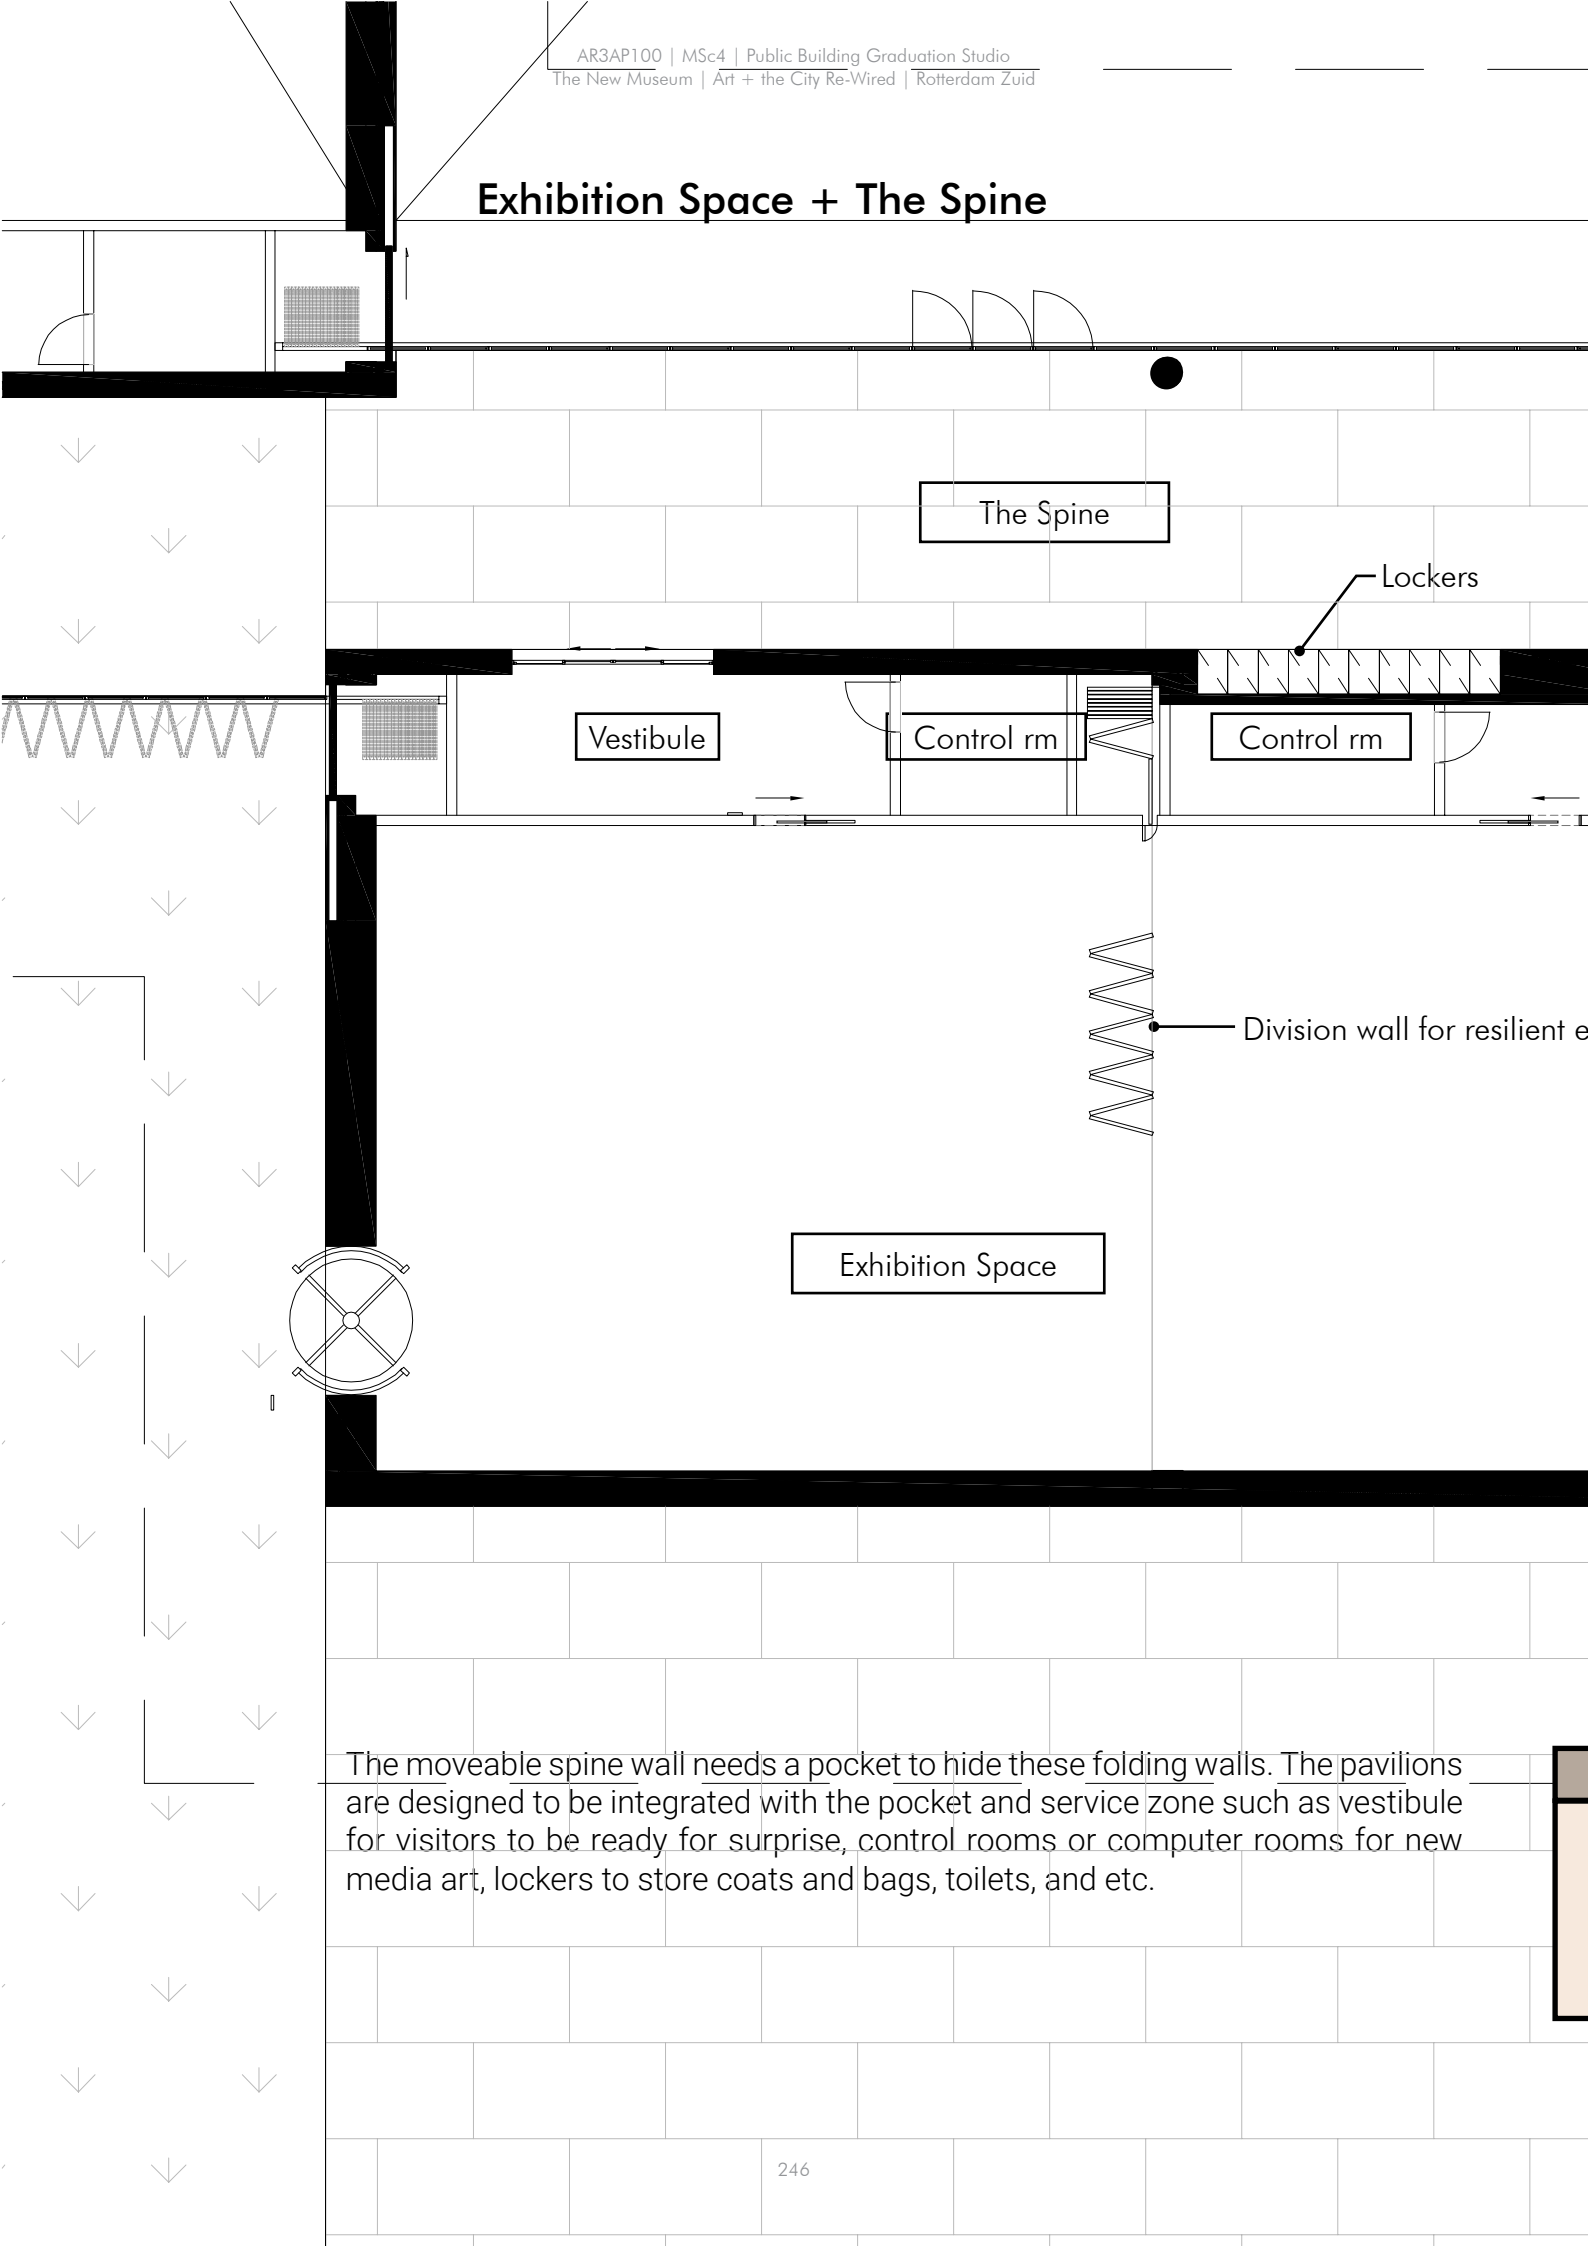 AR3AP100 | MSc4 | Public Building Graduation Studio
The New Museum | Art + the City Re-Wired | Rotterdam Zuid
Exhibition Space + The Spine
The Spine
Lockers
Vestibule
Control rm
Control rm
Division wall for resilient
Exhibition Space
The moveable spine wall needs a pocket to hide these folding walls. The pavilions
are designed to be integrated with the pocket and service zone such as vestibule
for visitors to be ready for surprise, control rooms or computer rooms for new
media art, lockers to store coats and bags, toilets, and etc.
246